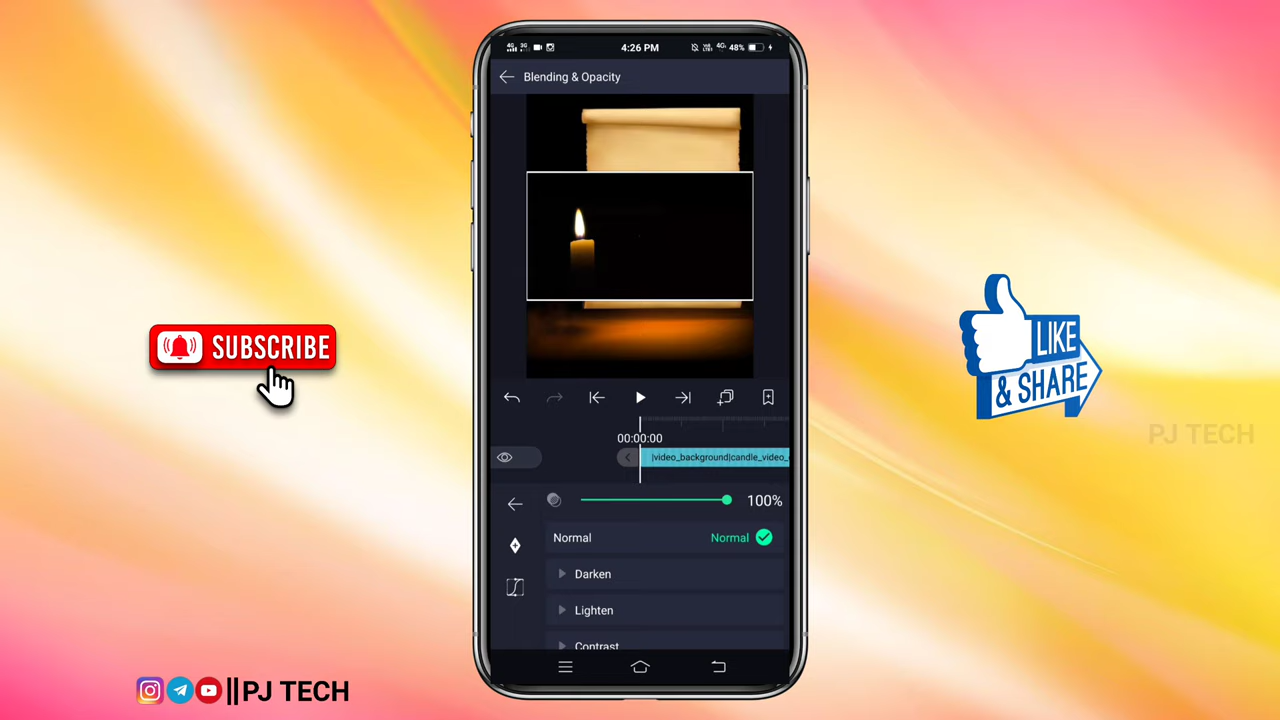 4:26 PM
48%
Blending & Opacity
00:00:00
|video_background|candle_video_
100%
Normal
Normal
Darken
Lighten
Contrast
SUBSCRIBE
LIKE
& SHARE
PJ TECH
||PJ TECH